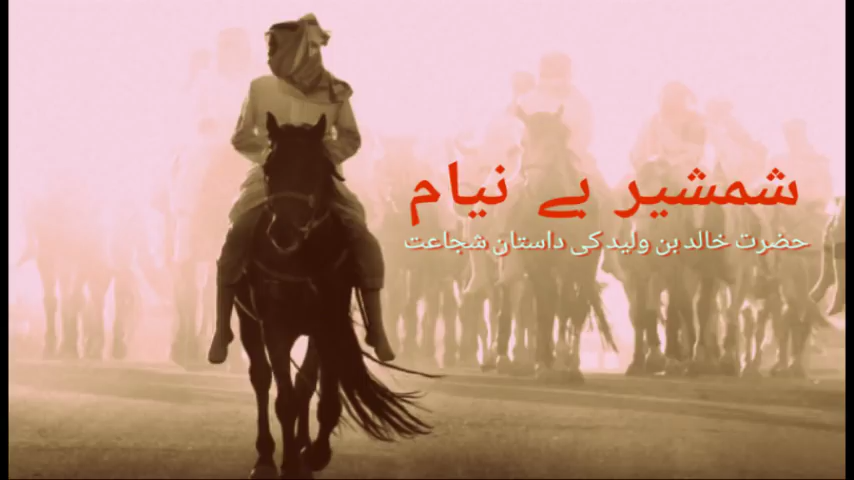 شمشیر بے نیام
حضرت خالد بن ولید کی داستان شجاعت